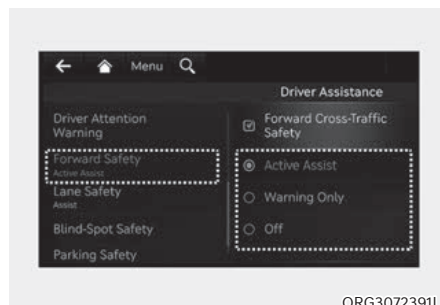 Menu
Driver Assistance
Driver Attention
Warning
Forward Safety
Active Assist
Lane Safety
Assist
Blind-Spot Safety
Parking Safety
Forward Cross-Traffic
Safety
Active Assist
Warning Only
Off
ORG3072391L